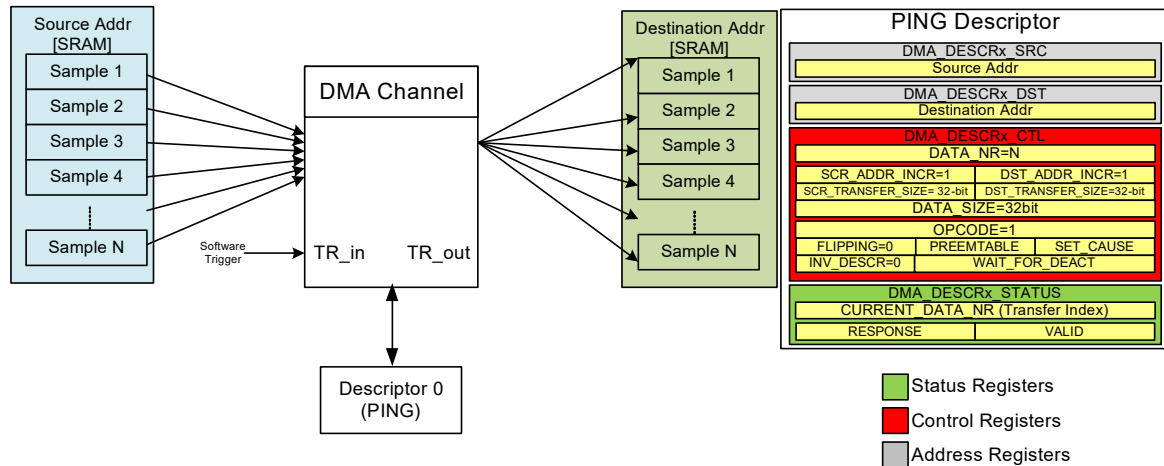 Source Addr
[SRAM]
Sample 1
Sample 2
Sample 3
Sample 4
Sample N
DMA Channel
Software
Trigger
TR_in
TR_out
Descriptor 0
(PING)
Destination Addr
[SRAM]
Sample 1
Sample 2
Sample 3
Sample 4
Sample N
PING Descriptor
DMA_DESCRx_SRC
Source Addr
DMA_DESCRx_DST
Destination Addr
DMA_DESCRx_CTL
DATA_NR=N
SCR_ADDR_INCR=1
DST_ADDR_INCR=1
SCR_TRANSFER_SIZE= 32-bit
DST_TRANSFER_SIZE=32-bit
DATA_SIZE=32bit
OPCODE=1
FLIPPING=0
PREEMTABLE
SET_CAUSE
INV_DESCR=0
WAIT_FOR_DEACT
DMA_DESCRx_STATUS
CURRENT_DATA_NR (Transfer Index)
RESPONSE
VALID
Status Registers
Control Registers
Address Registers